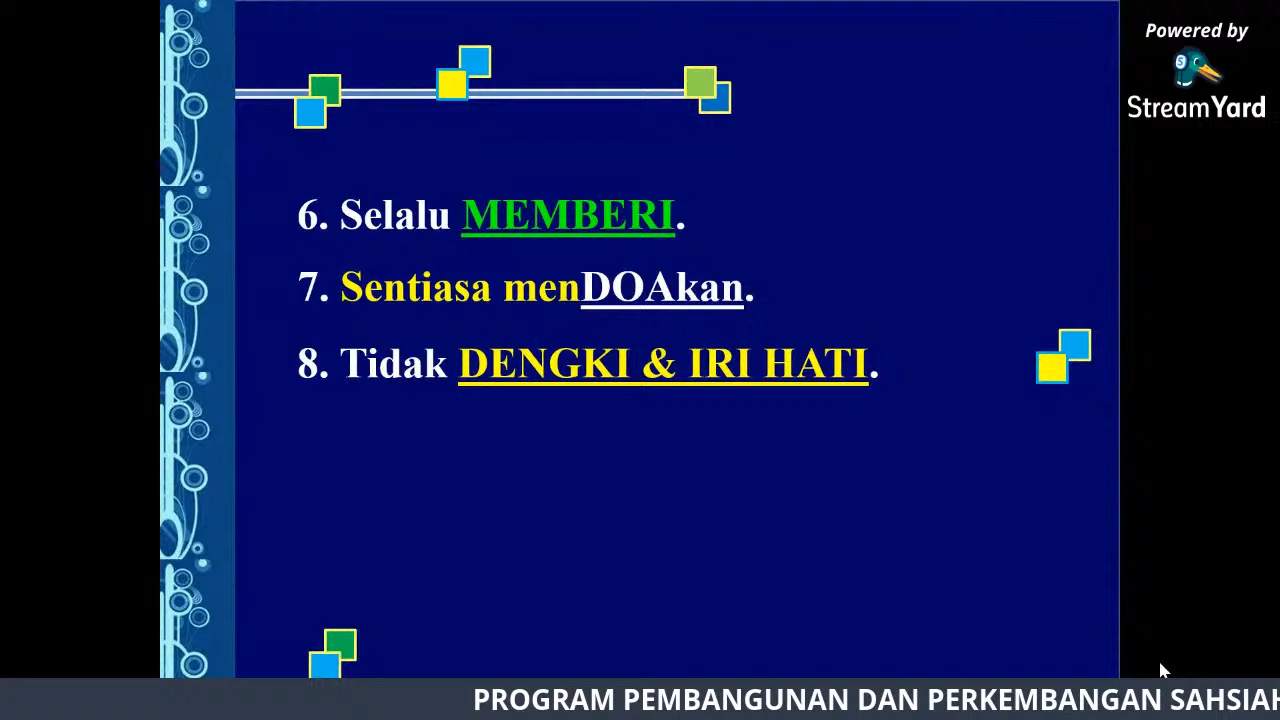 Powered by
StreamYard
6. Selalu MEMBERI.
7. Sentiasa menDOAkan.
8. Tidak DENGKI & IRI HATI.
PROGRAM PEMBANGUNAN DAN PERKEMBANGAN SAHSIAH